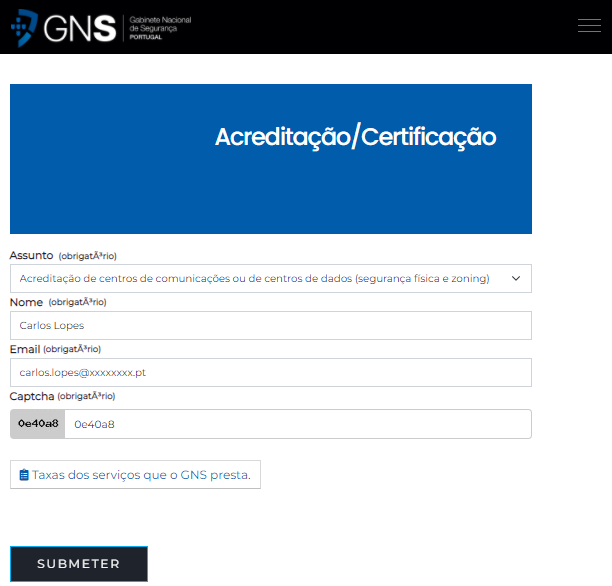 GNS
Gabinete Nacional
de Segurança
PORTUGAL
Acreditação/Certificação
Assunto (obrigatÃ³rio)
Acreditação de centros de comunicações ou de centros de dados (segurança física e zoning)
Nome (obrigatÃ³rio)
Carlos Lopes
Email (obrigatÃ³rio)
carlos.lopes@xxxxxxxx.pt
Captcha (obrigatÃ³rio)
0e40a8 0e40a8
Taxas dos serviços que o GNS presta.
SUBMETER